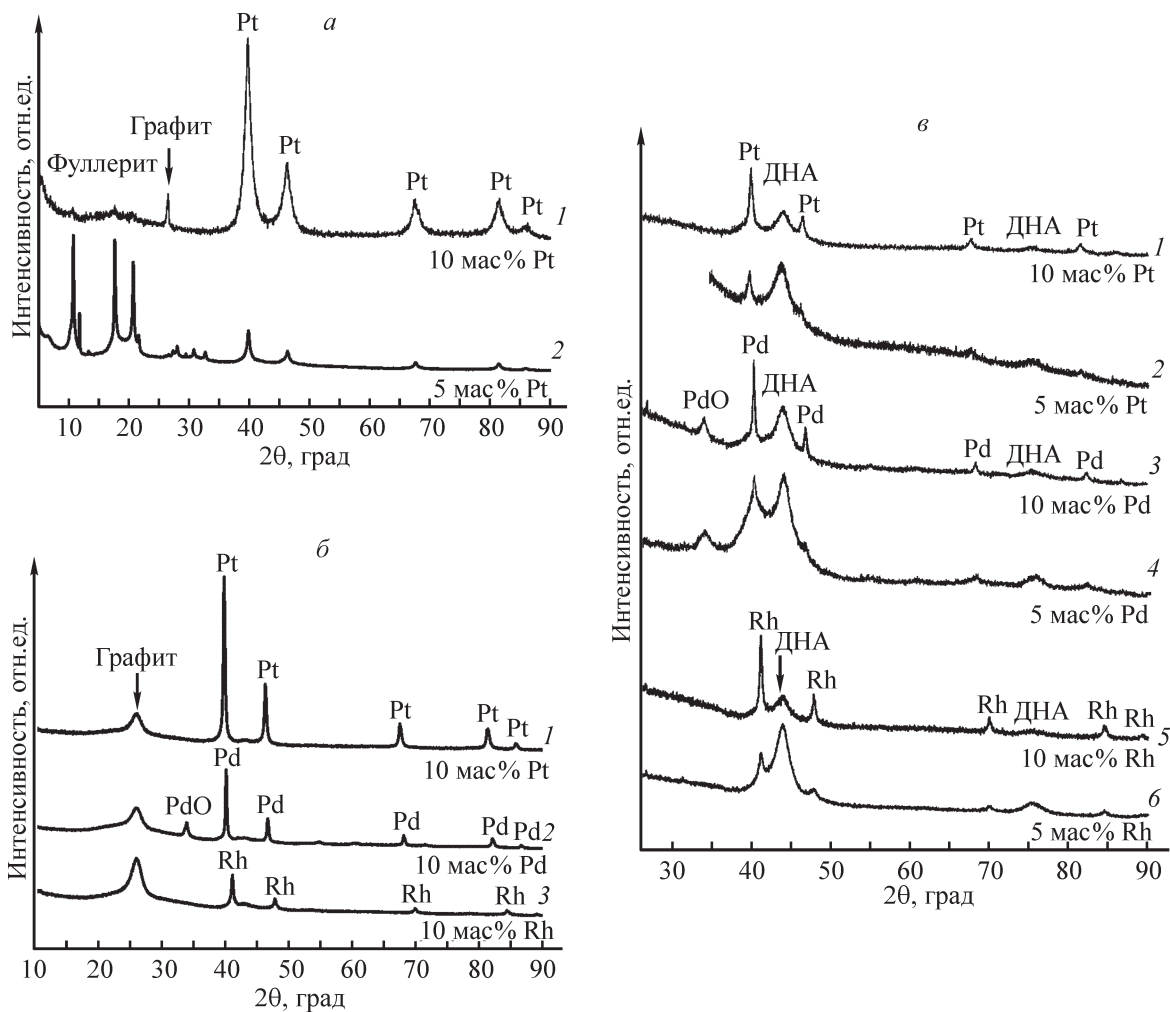 а
Интенсивность, отн.ед.
Pt
Графит
Фуллерит
Pt
Pt
Pt
Pt
1
10 мас% Pt
2
5 мас% Pt
10 20 30 40 50 60 70 80 90
2θ, град
б
Интенсивность, отн.ед.
Pt
Графит
Pt
Pt
Pt
Pt
1
10 мас% Pt
Pd
PdO
Pd
Pd
Pd
Pd
2
10 мас% Pd
Rh
Rh
Rh
Rh
3
10 мас% Rh
10 20 30 40 50 60 70 80 90
2θ, град
в
Интенсивность, отн.ед.
Pt
ДНА
Pt
Pt
ДНА
Pt
1
10 мас% Pt
2
5 мас% Pt
Pd
PdO
ДНА
Pd
Pd
ДНА
Pd
3
10 мас% Pd
4
5 мас% Pd
Rh
ДНА
Rh
Rh
ДНА
Rh
Rh
5
10 мас% Rh
6
5 мас% Rh
30 40 50 60 70 80 90
2θ, град